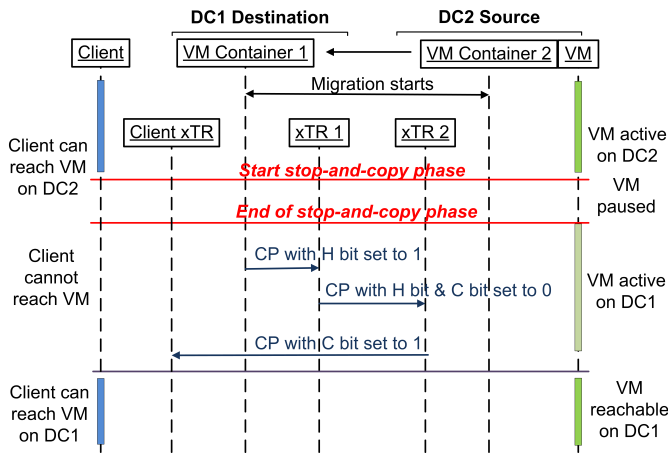 DC1 Destination
DC2 Source
Client
VM Container 1
VM Container 2
VM
Migration starts
Client xTR
xTR 1
xTR 2
Client can
reach VM
on DC2
VM active
on DC2
Start stop-and-copy phase
VM
paused
End of stop-and-copy phase
Client
cannot
reach VM
CP with H bit set to 1
CP with H bit & C bit set to 0
VM active
on DC1
CP with C bit set to 1
Client can
reach VM
on DC1
VM
reachable
on DC1